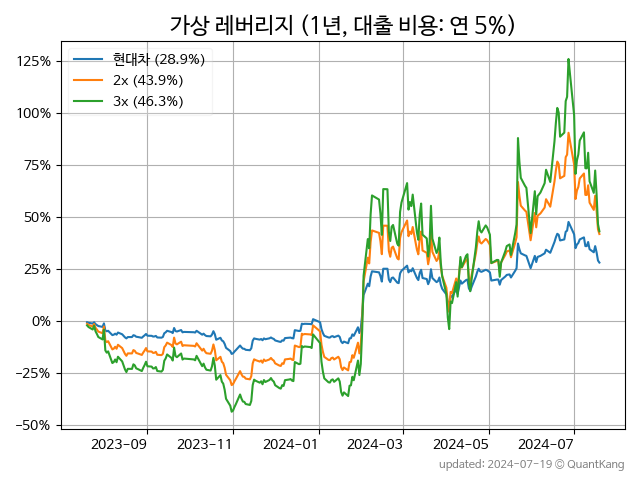 가상 레버리지 (1년, 대출 비용: 연 5%)
현대차 (28.9%)
2x (43.9%)
3x (46.3%)
125%
100%
75%
50%
25%
0%
−25%
−50%
2023-09
2023-11
2024-01
2024-03
2024-05
2024-07
updated: 2024-07-19 © QuantKang